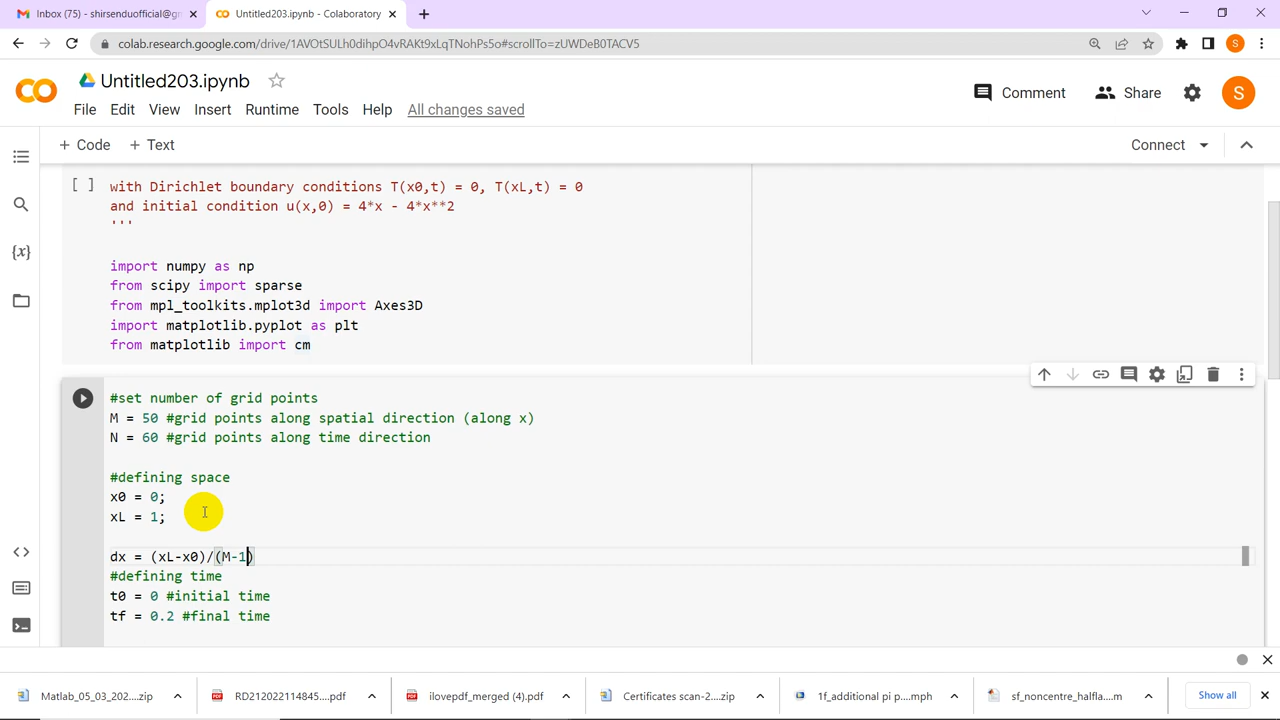 Inbox (75) - shirsenduofficial@gm
Untitled203.ipynb - Colaboratory
colab.research.google.com/drive/1AVOtSULh0dihpO4vRAKt9xLqTNohPs5o#scrollTo=zUWDeB0TACV5
S
Untitled203.ipynb
File Edit View Insert Runtime Tools Help All changes saved
Comment Share S
+ Code + Text
Connect
[ ] with Dirichlet boundary conditions T(x0,t) = 0, T(xL,t) = 0
and initial condition u(x,0) = 4*x - 4*x**2
'''
import numpy as np
from scipy import sparse
from mpl_toolkits.mplot3d import Axes3D
import matplotlib.pyplot as plt
from matplotlib import cm
#set number of grid points
M = 50 #grid points along spatial direction (along x)
N = 60 #grid points along time direction
#defining space
x0 = 0;
xL = 1;
dx = (xL-x0)/(M-1)
#defining time
t0 = 0 #initial time
tf = 0.2 #final time
{x}
Matlab_05_03_202....zip
RD212022114845....pdf
ilovepdf_merged (4).pdf
Certificates scan-2....zip
1f_additional pi p....mph
sf_noncentre_halfla....m
Show all